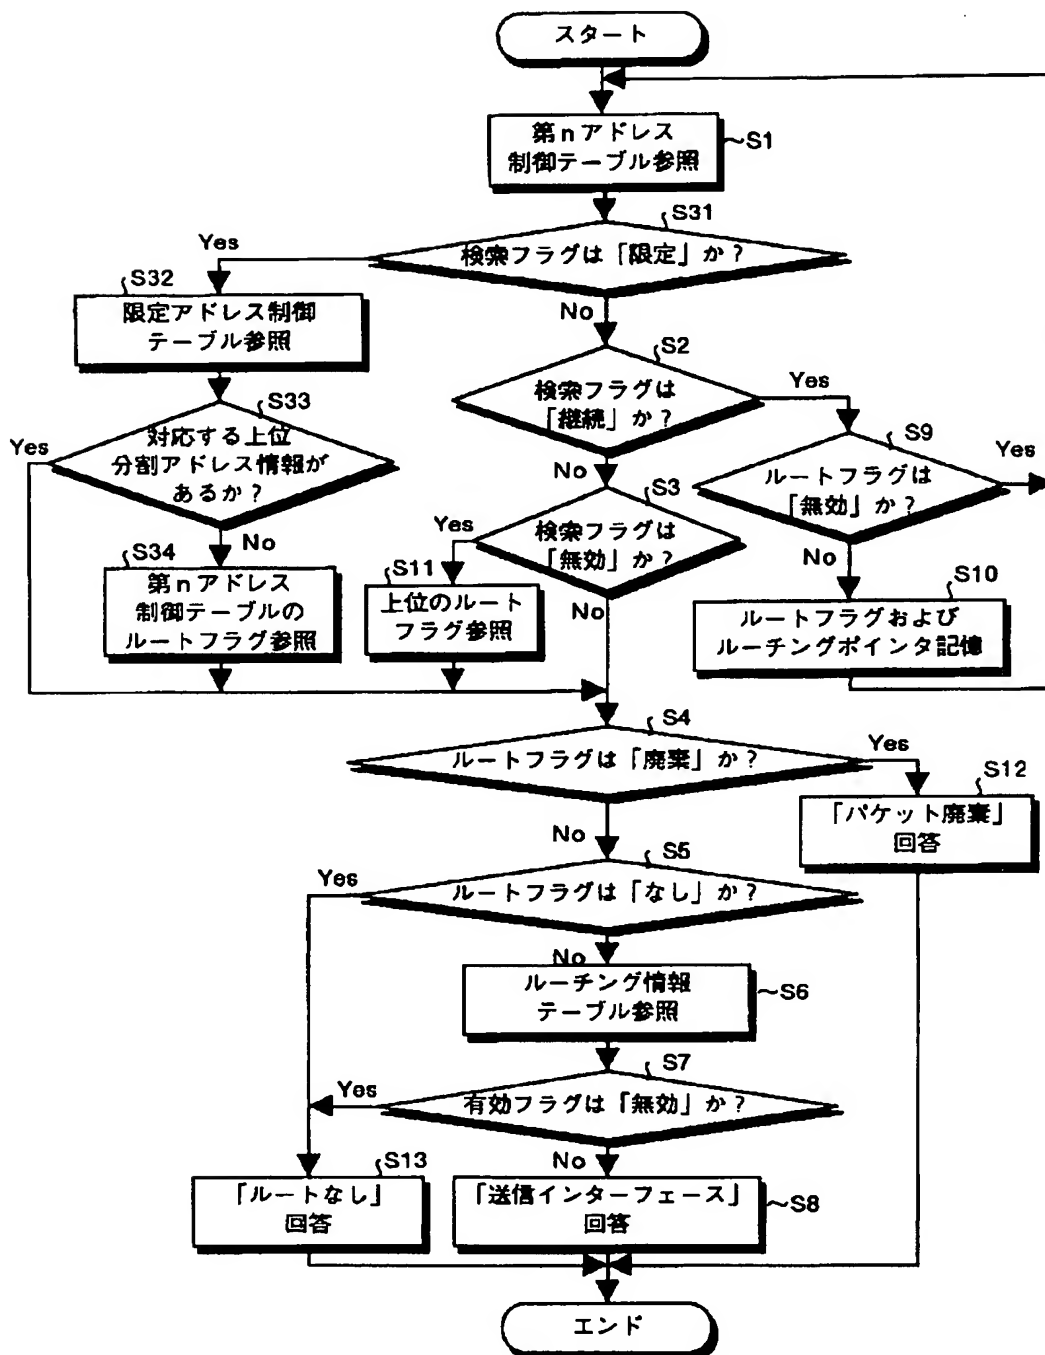 スタート
第nアドレス
制御テーブル参照
~S1
S31
検索フラグは「限定」か?
Yes
No
S32
限定アドレス制御
テーブル参照
S33
対応する上位
分割アドレス情報が
あるか?
Yes
No
S34
第nアドレス
制御テーブルの
ルートフラグ参照
S2
検索フラグは
「継続」か?
Yes
No
S9
ルートフラグは
「無効」か?
Yes
No
S3
検索フラグは
「無効」か?
Yes
No
S11
上位のルート
フラグ参照
S10
ルートフラグおよび
ルーチングポインタ記憶
S4
ルートフラグは「廃棄」か?
Yes
No
S12
「パケット廃棄」
回答
S5
ルートフラグは「なし」か?
Yes
No
ルーチング情報
テーブル参照
~S6
S7
有効フラグは「無効」か?
Yes
No
S13
「ルートなし」
回答
「送信インターフェース」
回答
~S8
エンド